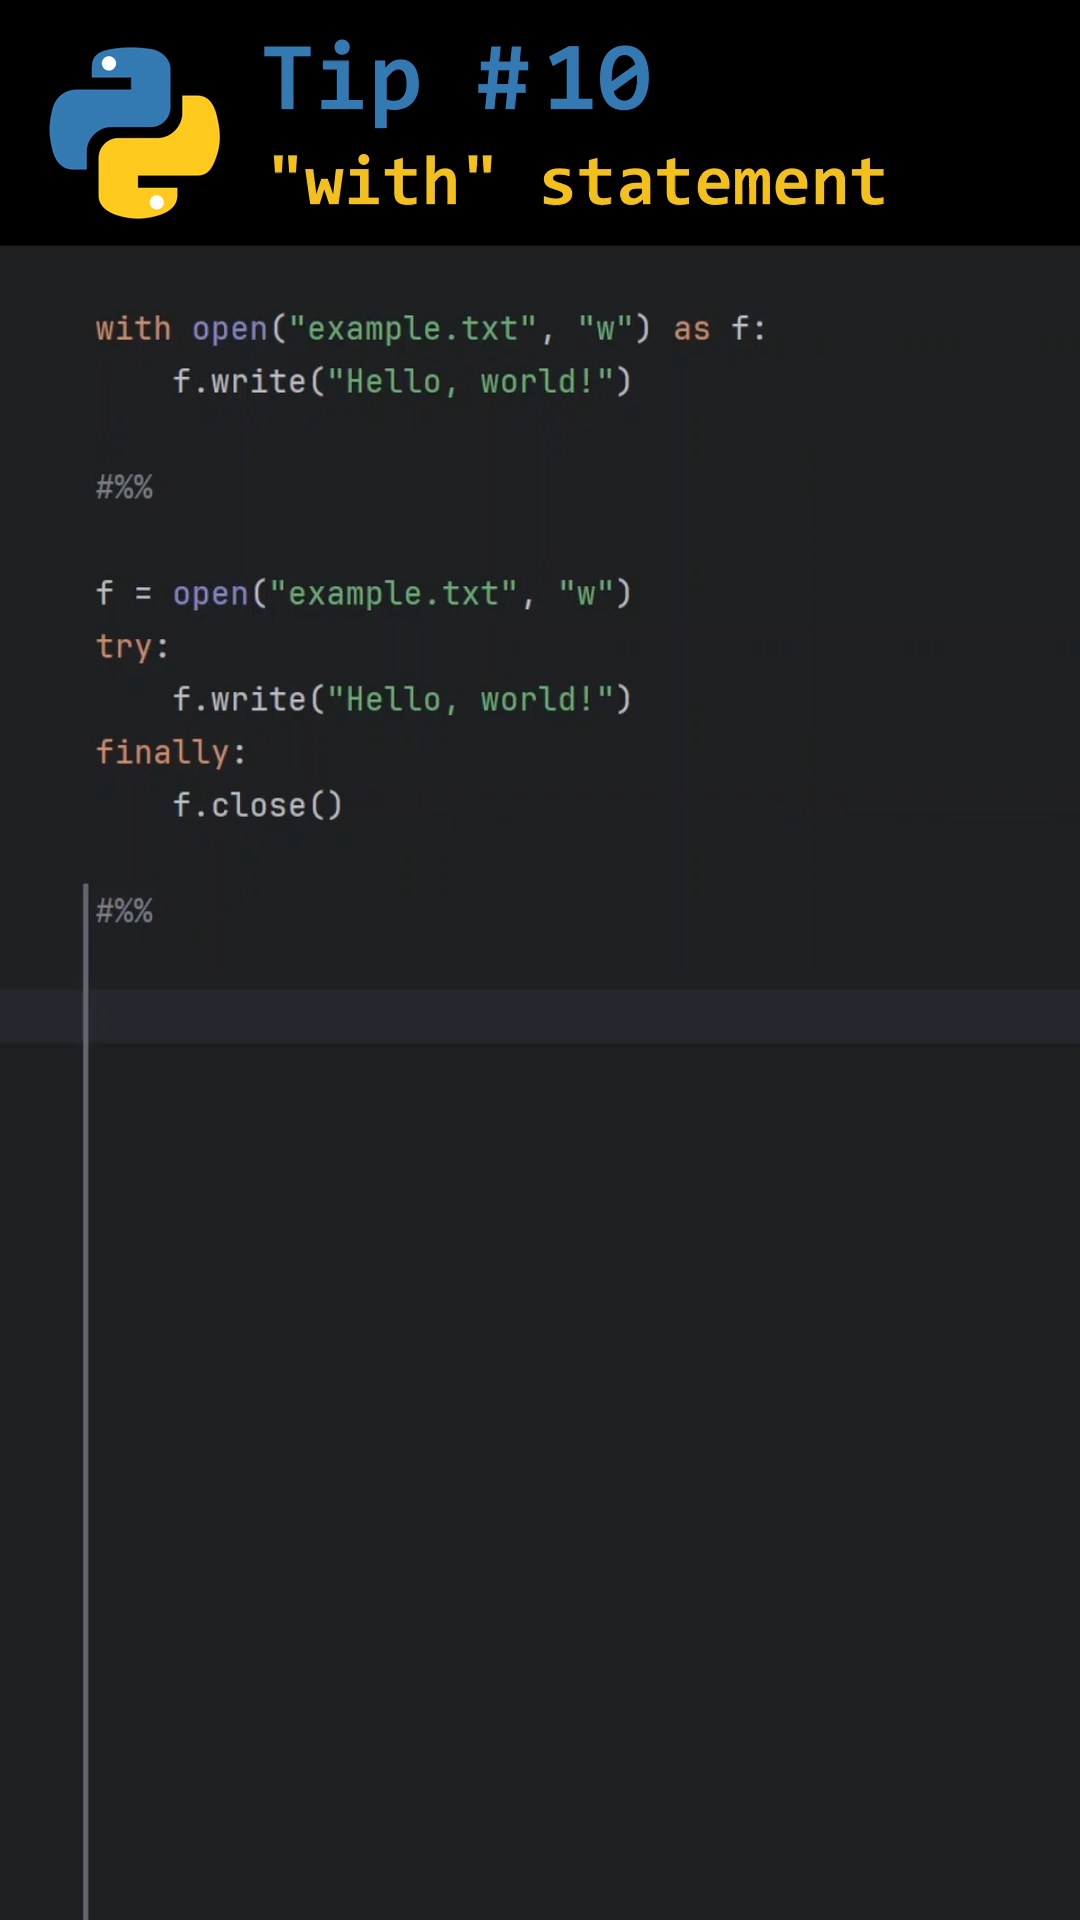 Tip #10
"with" statement
with open("example.txt", "w") as f:
    f.write("Hello, world!")
#%%
f = open("example.txt", "w")
try:
    f.write("Hello, world!")
finally:
    f.close()
#%%